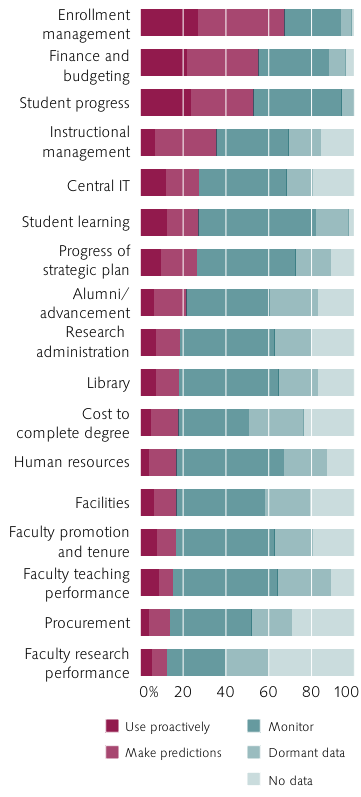 Enrollment
management
Finance and
budgeting
Student progress
Instructional
management
Central IT
Student learning
Progress of
strategic plan
Alumni/
advancement
Research
administration
Library
Cost to
complete degree
Human resources
Facilities
Faculty promotion
and tenure
Faculty teaching
performance
Procurement
Faculty research
performance
0% 20 40 60 80 100
Use proactively
Monitor
Make predictions
Dormant data
No data